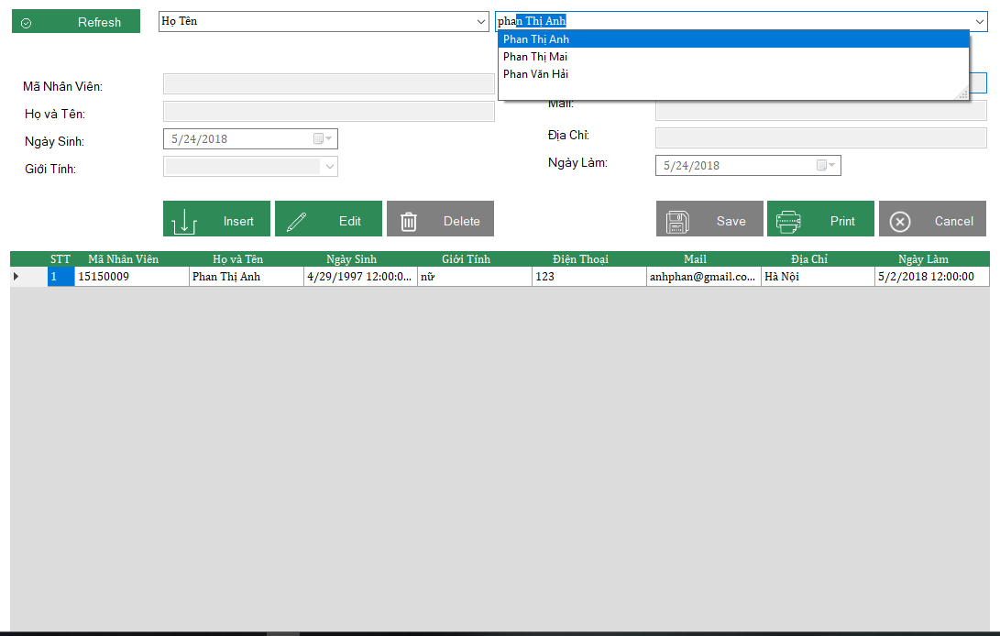 Refresh
Họ Tên
phan Thị Anh
Phan Thị Anh
Phan Thị Mai
Phan Văn Hải
Mã Nhân Viên:
Họ và Tên:
Mail:
Ngày Sinh:
5/24/2018
Địa Chỉ:
Giới Tính:
Ngày Làm:
5/24/2018
Insert Edit Delete Save Print Cancel
STT Mã Nhân Viên Họ và Tên Ngày Sinh Giới Tính Điện Thoại Mail Địa Chỉ Ngày Làm
1 15150009 Phan Thị Anh 4/29/1997 12:00:0... nữ 123 anhphan@gmail.co... Hà Nội 5/2/2018 12:00:00